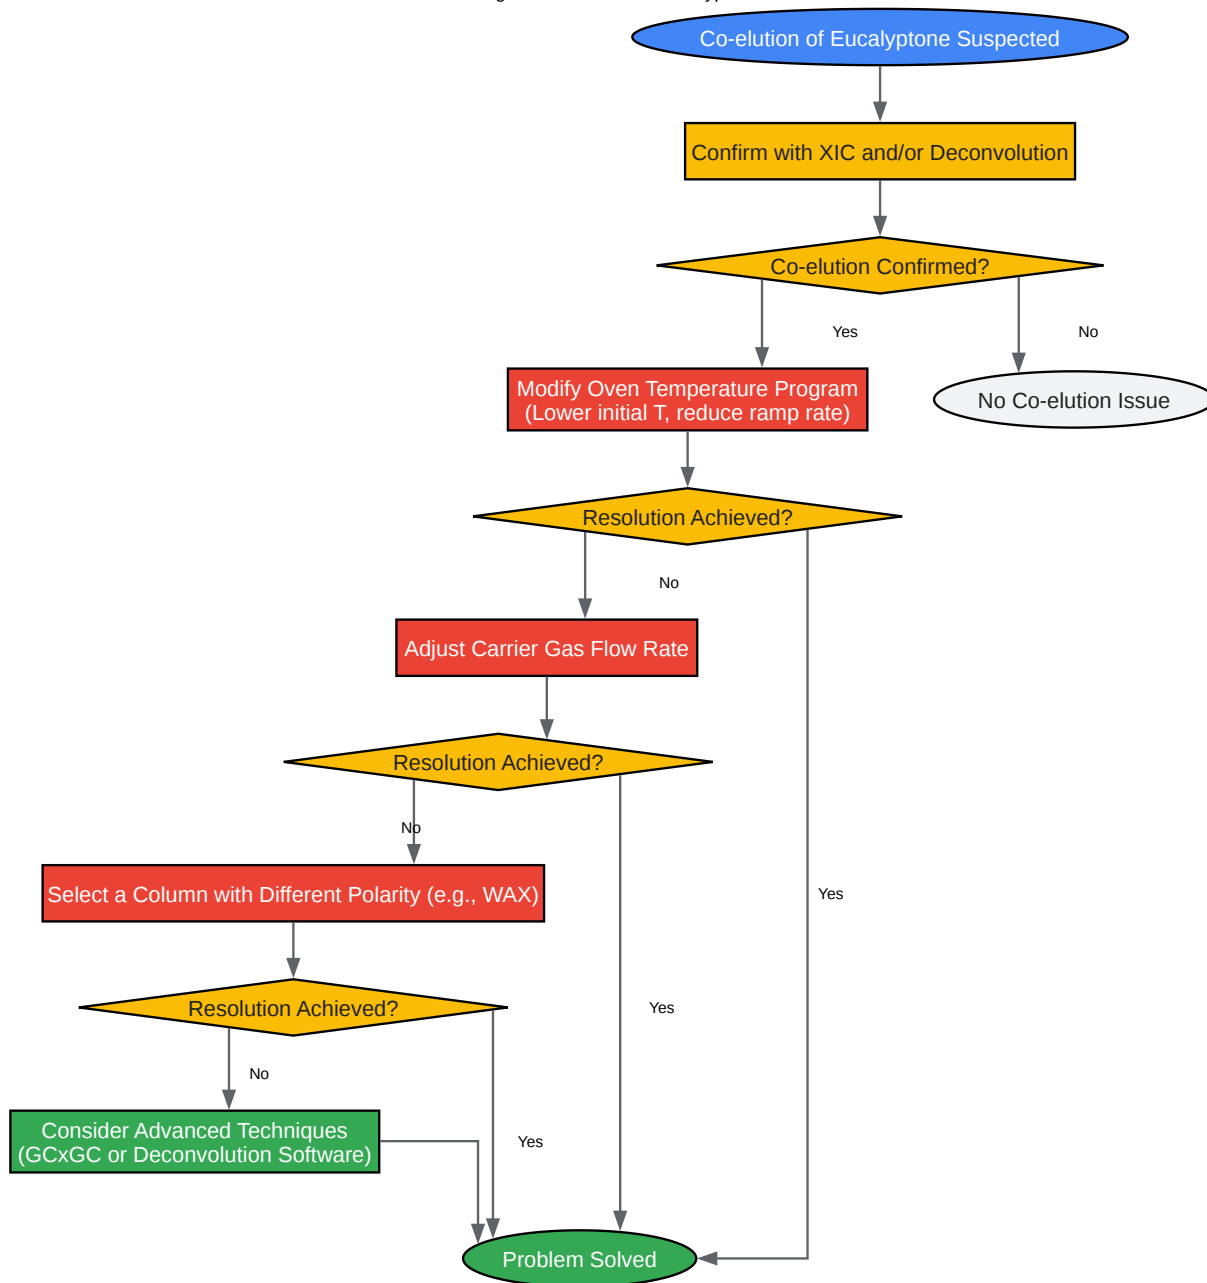 Co-elution of Eucalyptone Suspected
Confirm with XIC and/or Deconvolution
Co-elution Confirmed?
Yes
No
Modify Oven Temperature Program
(Lower initial T, reduce ramp rate)
No Co-elution Issue
Resolution Achieved?
No
Adjust Carrier Gas Flow Rate
Resolution Achieved?
No
Select a Column with Different Polarity (e.g., WAX)
Yes
Resolution Achieved?
Yes
No
Consider Advanced Techniques
(GCxGC or Deconvolution Software)
Yes
Problem Solved